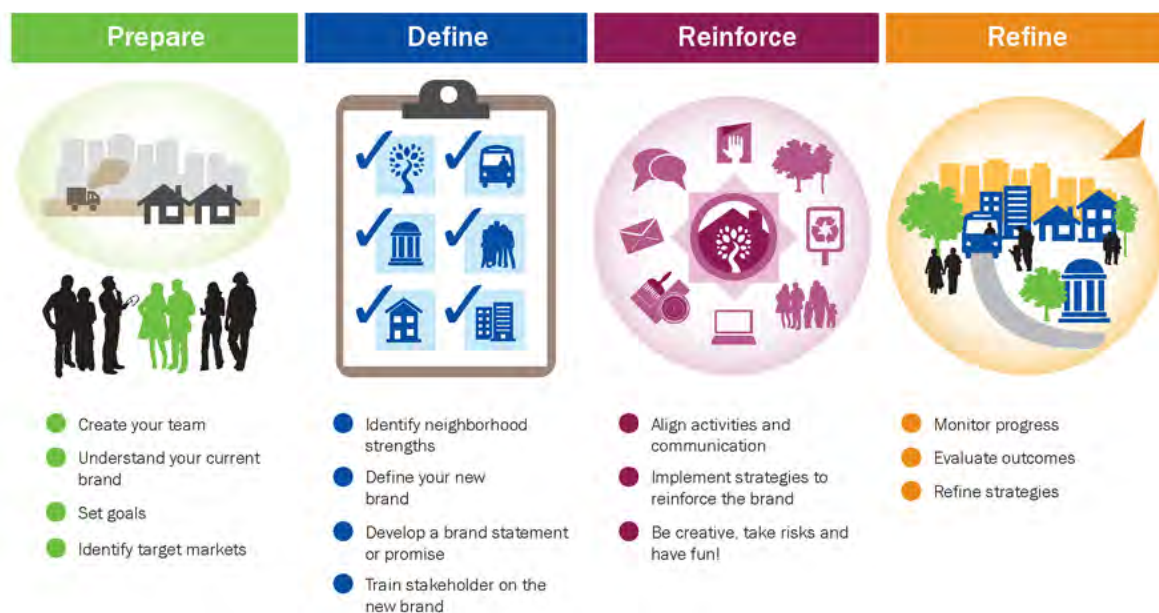 Prepare
Create your team
Understand your current
brand
Set goals
Identify target markets
Define
Identify neighborhood
strengths
Define your new
brand
Develop a brand statement
or promise
Train stakeholder on the
new brand
Reinforce
Align activities and
communication
Implement strategies to
reinforce the brand
Be creative, take risks and
have fun!
Refine
Monitor progress
Evaluate outcomes
Refine strategies